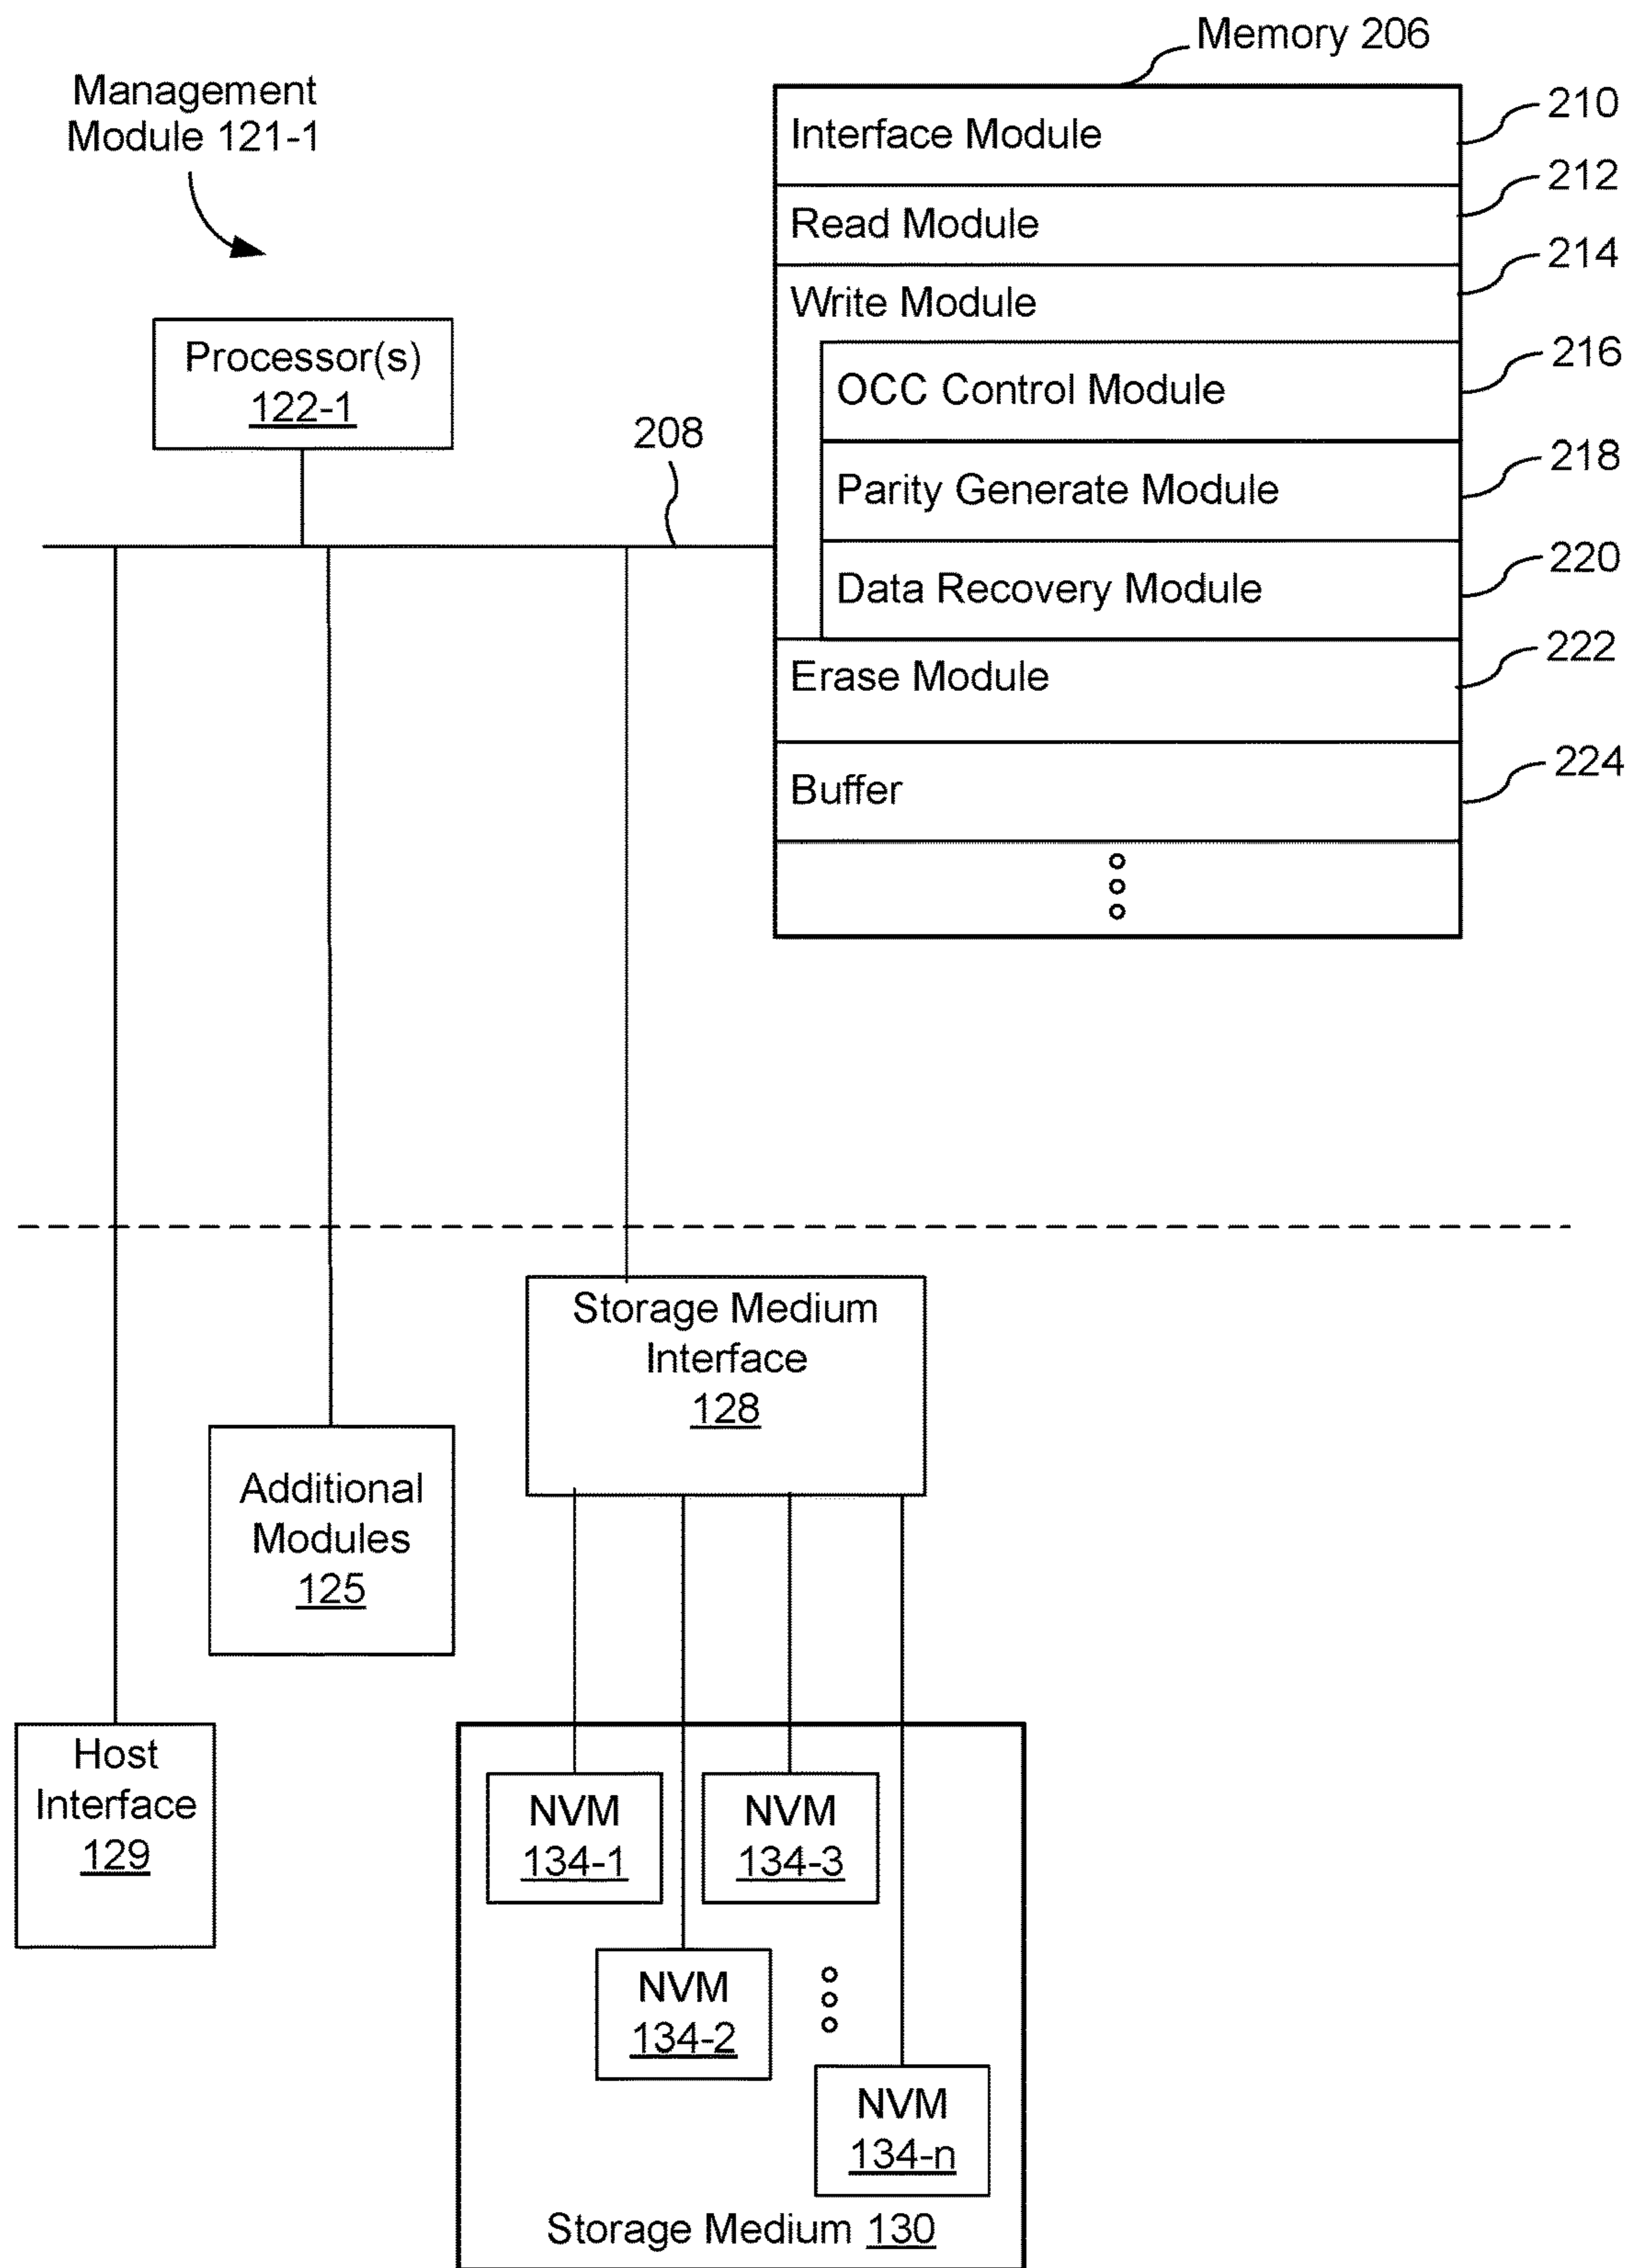 Memory 206
Management
Module 121-1
Interface Module
210
Read Module
212
Write Module
214
OCC Control Module
216
Parity Generate Module
218
Data Recovery Module
220
Erase Module
222
Buffer
224
Processor(s)
122-1
208
Storage Medium
Interface
128
Additional
Modules
125
Host
Interface
129
NVM
134-1
NVM
134-3
NVM
134-2
NVM
134-n
Storage Medium 130